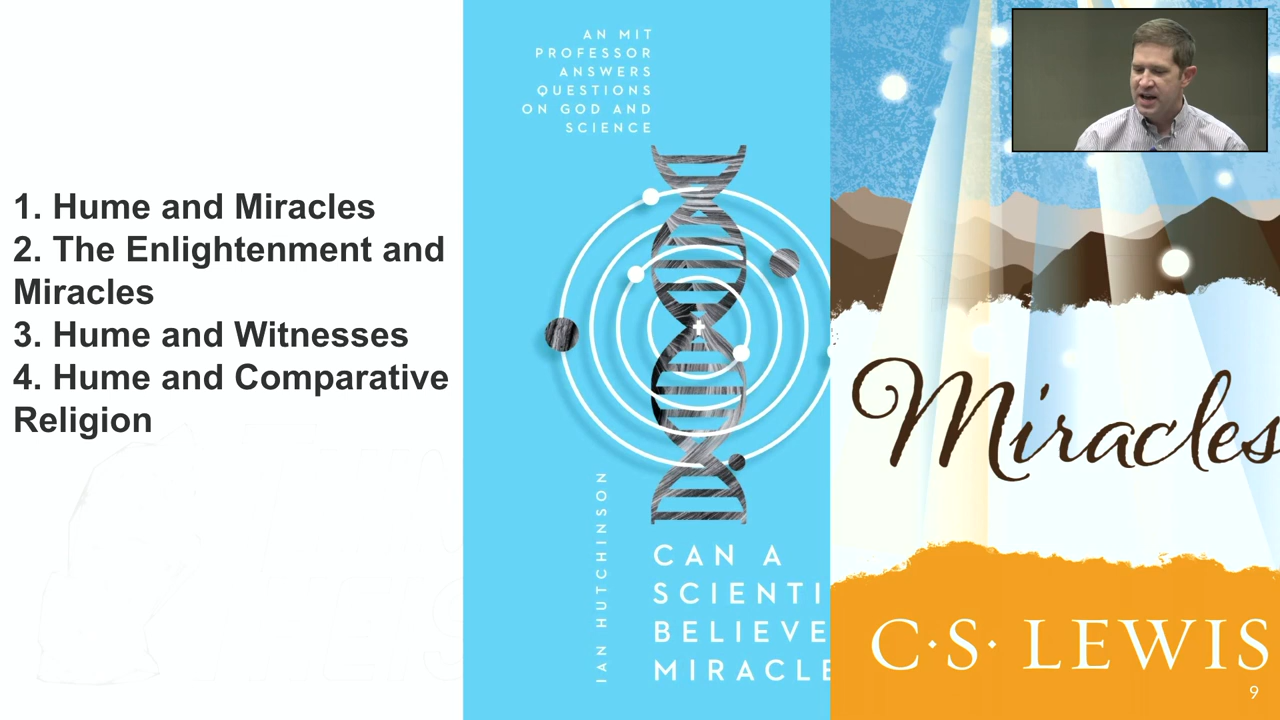 1. Hume and Miracles
2. The Enlightenment and
Miracles
3. Hume and Witnesses
4. Hume and Comparative
Religion
AN MIT
PROFESSOR
ANSWERS
QUESTIONS
ON GOD AND
SCIENCE
IAN HUTCHINSON
CAN A
SCIENTI
BELIEVE
MIRACLE
Miracles
C·S· LEWIS
9